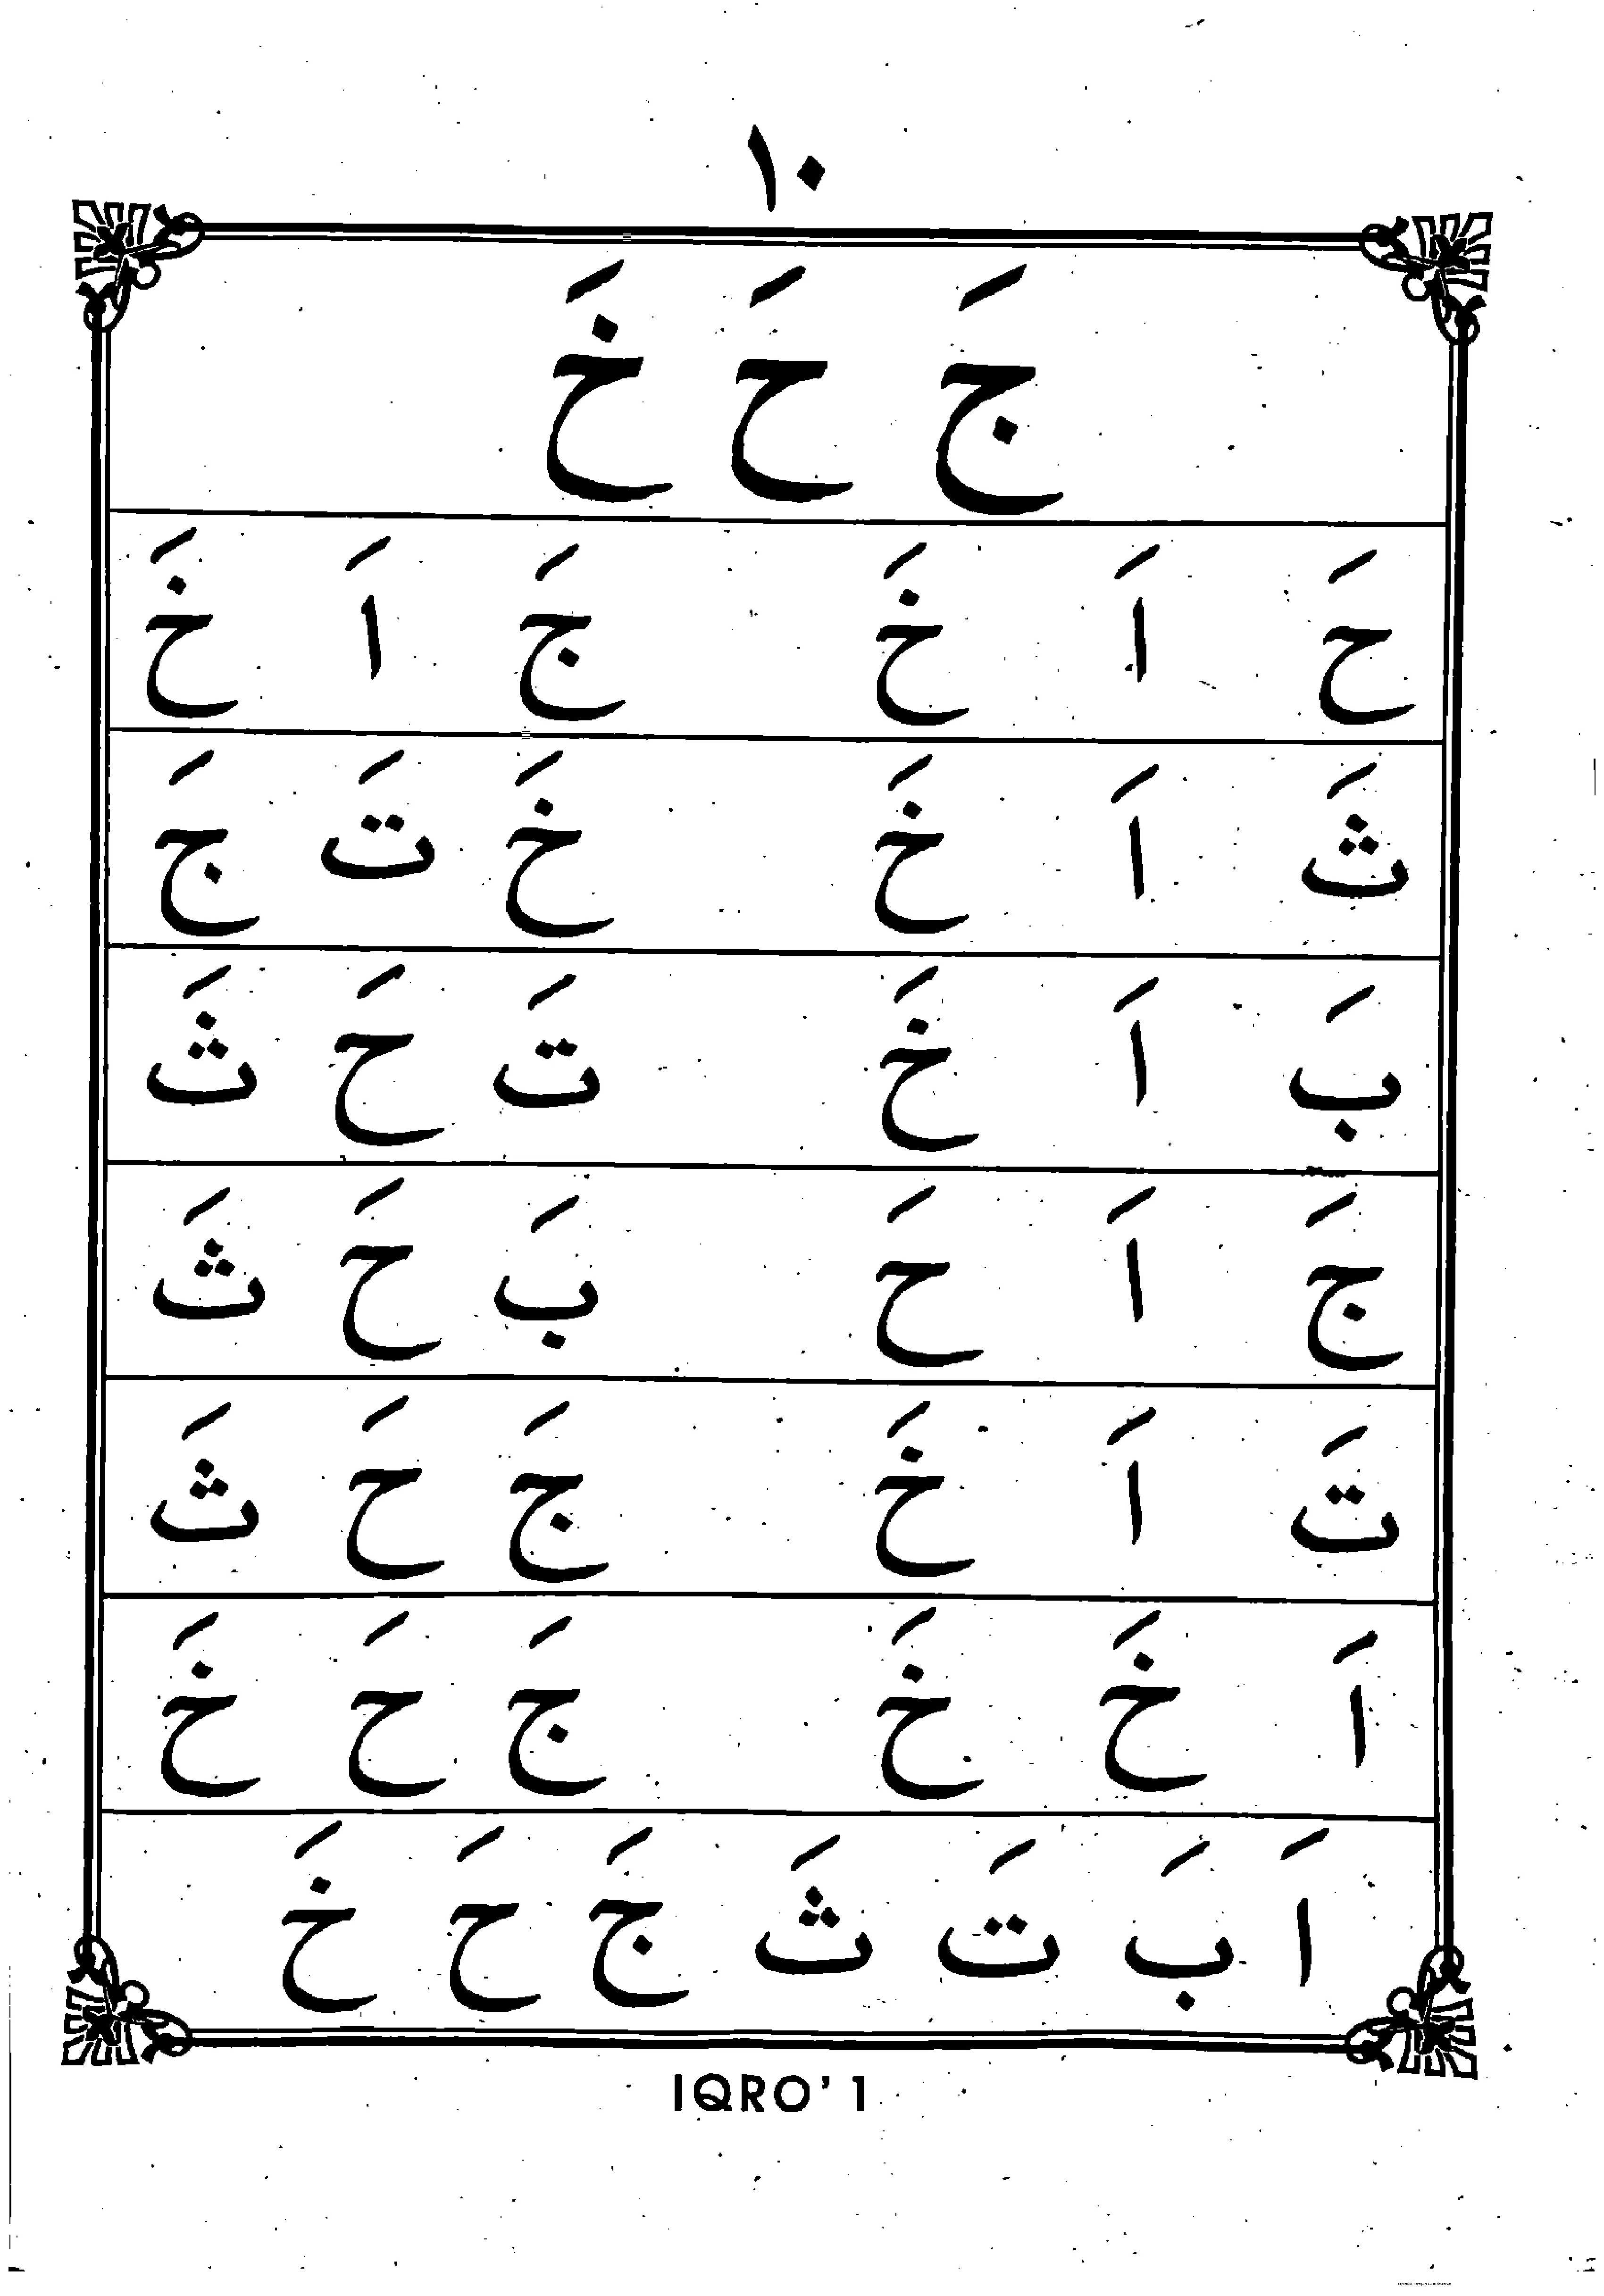 ١٠
جَ حَ خَ
حَ اَ خَ جَ اَ خَ
ثَ اَ خَ خَ تَ جَ
بَ اَ خَ تَ حَ ثَ
جَ اَ حَ بَ حَ ثَ
تَ اَ خَ جَ حَ ثَ
اَ خَ خَ جَ حَ خَ
اَ بَ تَ ثَ جَ حَ خَ
IQRO' 1